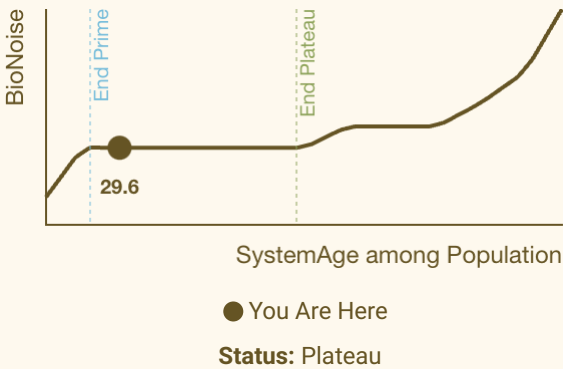 BioNoise
End Prime
End Plateau
29.6
SystemAge among Population
You Are Here
Status: Plateau